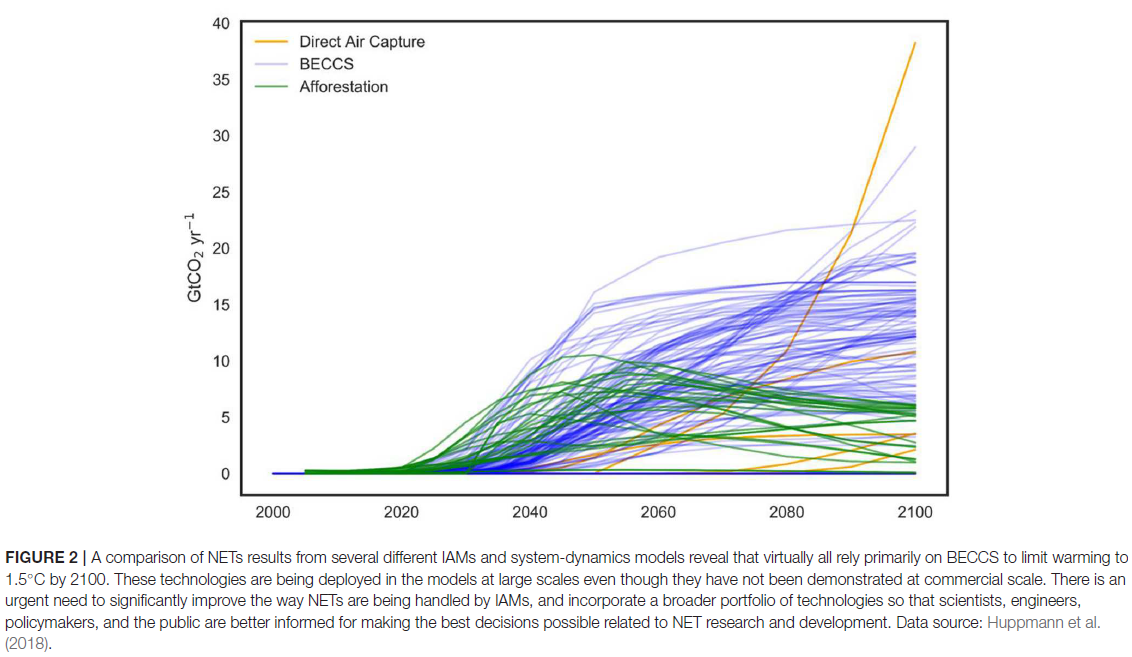 40
35
30
25
20
15
10
5
0
GtCO₂ yr⁻¹
Direct Air Capture
BECCS
Afforestation
2000 2020 2040 2060 2080 2100
FIGURE 2 | A comparison of NETs results from several different IAMs and system-dynamics models reveal that virtually all rely primarily on BECCS to limit warming to
1.5°C by 2100. These technologies are being deployed in the models at large scales even though they have not been demonstrated at commercial scale. There is an
urgent need to significantly improve the way NETs are being handled by IAMs, and incorporate a broader portfolio of technologies so that scientists, engineers,
policymakers, and the public are better informed for making the best decisions possible related to NET research and development. Data source: Huppmann et al.
(2018).